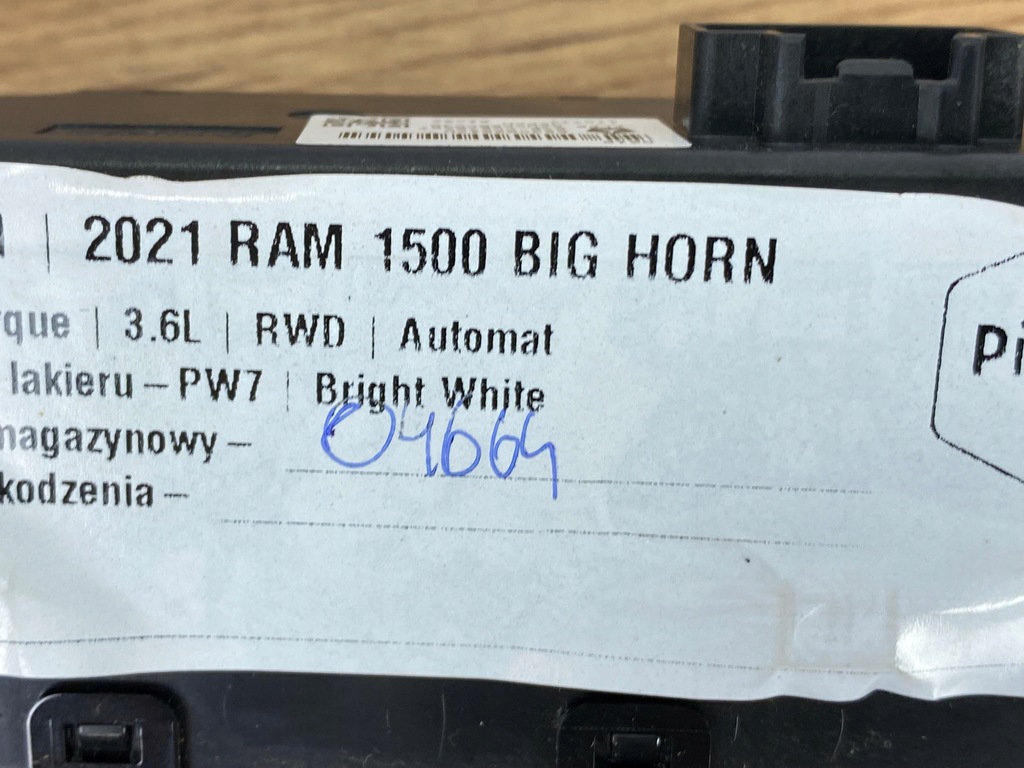 | 2021 RAM 1500 BIG HORN
rque | 3.6L | RWD | Automat
lakieru – PW7 | Bright White
magazynowy – 04664
kodzenia –
Pi